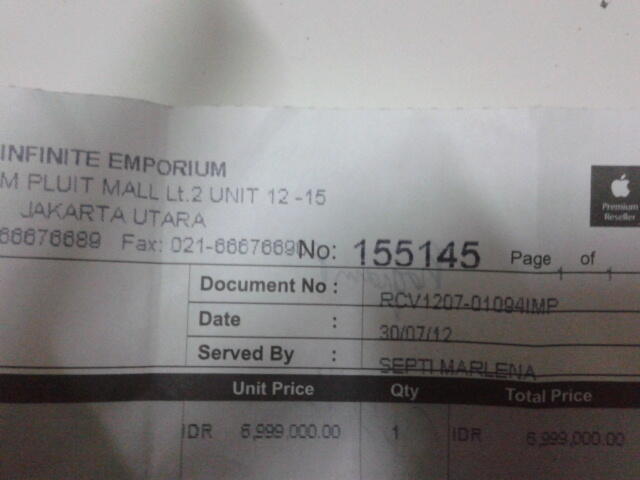 INFINITE EMPORIUM
M PLUIT MALL Lt.2 UNIT 12 -15
JAKARTA UTARA
66676689 Fax: 021-6667669
No: 155145 Page 1 of 1
Premium
Reseller
Document No : RCV1207-01094IMP
Date : 30/07/12
Served By : SEPTI MARLENA
Unit Price Qty Total Price
IDR 6,999,000.00 1 IDR 6,999,000.00